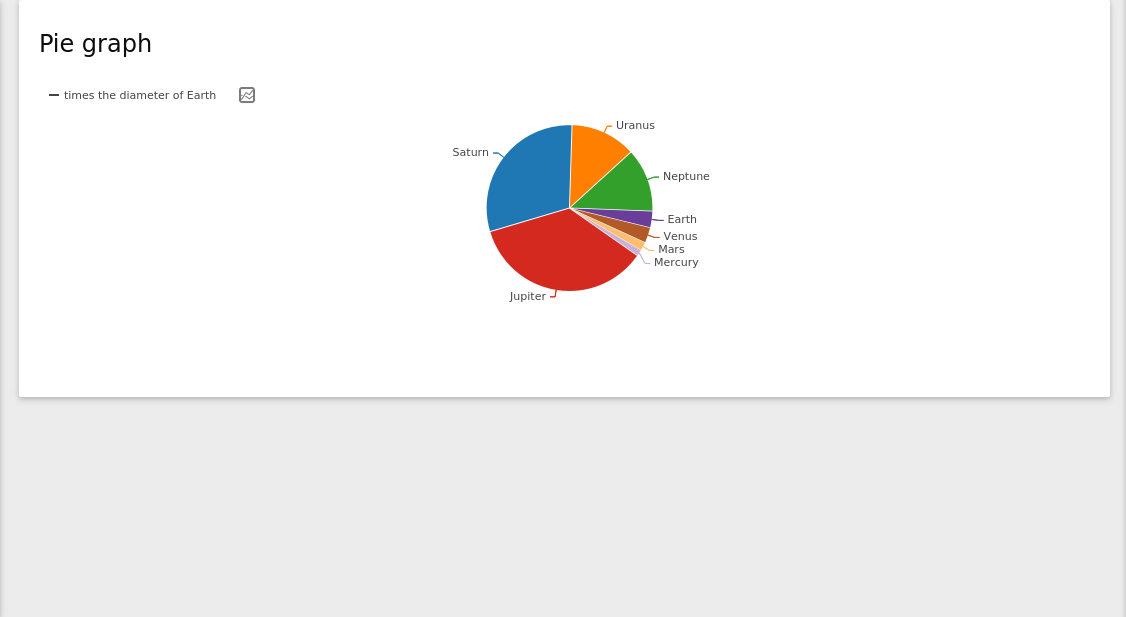 Pie graph
times the diameter of Earth
Uranus
Saturn
Neptune
Earth
Venus
Mars
Mercury
Jupiter